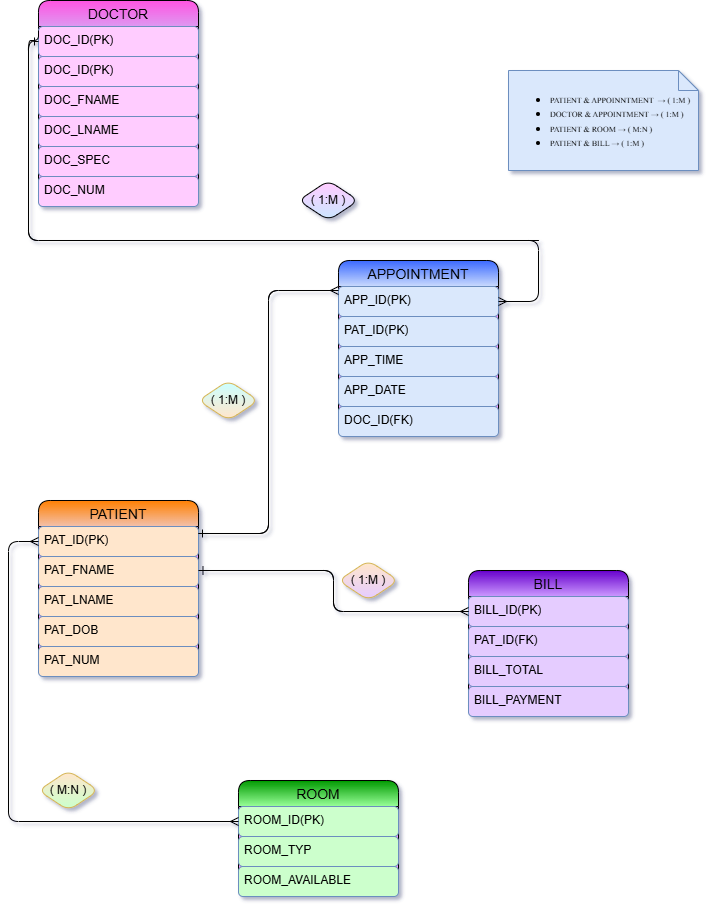 DOCTOR
DOC_ID(PK)
DOC_ID(PK)
DOC_FNAME
DOC_LNAME
DOC_SPEC
DOC_NUM
PATIENT & APPOINNTMENT → ( 1:M )
DOCTOR & APPOINTMENT → ( 1:M )
PATIENT & ROOM → ( M:N )
PATIENT & BILL → ( 1:M )
( 1:M )
APPOINTMENT
APP_ID(PK)
PAT_ID(PK)
APP_TIME
APP_DATE
DOC_ID(FK)
( 1:M )
PATIENT
PAT_ID(PK)
PAT_FNAME
PAT_LNAME
PAT_DOB
PAT_NUM
( 1:M )
BILL
BILL_ID(PK)
PAT_ID(FK)
BILL_TOTAL
BILL_PAYMENT
( M:N )
ROOM
ROOM_ID(PK)
ROOM_TYP
ROOM_AVAILABLE